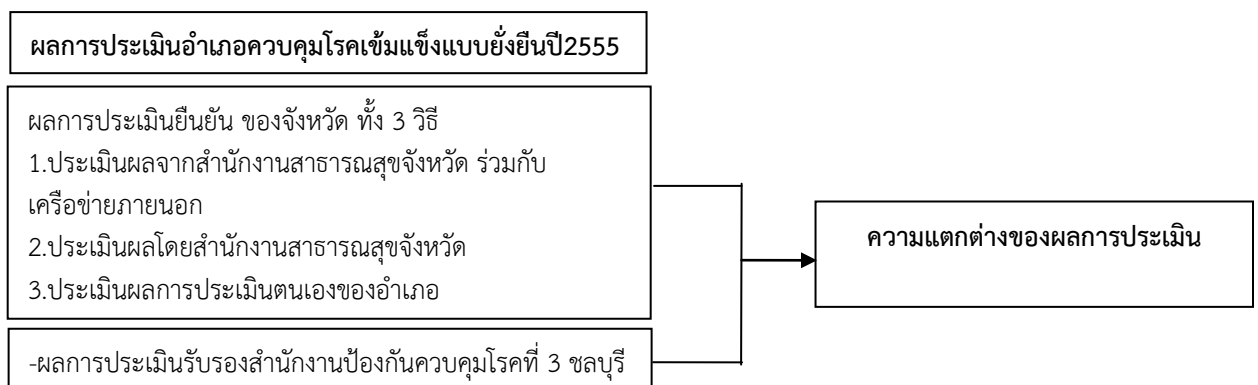 ผลการประเมินอำเภอควบคุมโรคเข้มแข็งแบบยั่งยืนปี2555
ผลการประเมินยืนยัน ของจังหวัด ทั้ง 3 วิธี
1.ประเมินผลจากสำนักงานสาธารณสุขจังหวัด ร่วมกับ
เครือข่ายภายนอก
2.ประเมินผลโดยสำนักงานสาธารณสุขจังหวัด
3.ประเมินผลการประเมินตนเองของอำเภอ
-ผลการประเมินรับรองสำนักงานป้องกันควบคุมโรคที่ 3 ชลบุรี
ความแตกต่างของผลการประเมิน